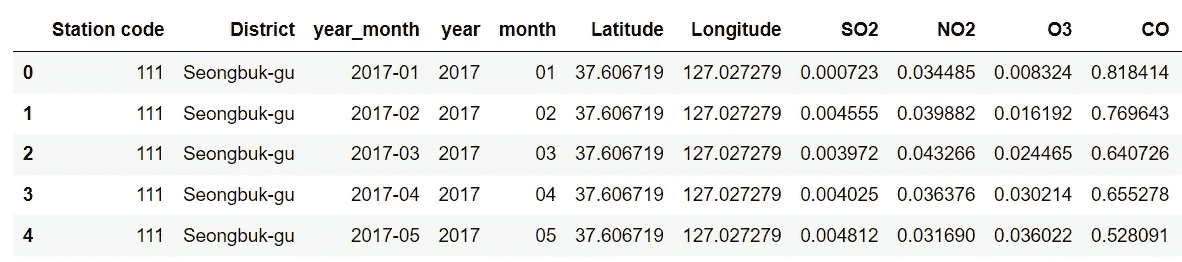 Station code District year_month year month Latitude Longitude SO2 NO2 O3 CO
0 111 Seongbuk-gu 2017-01 2017 01 37.606719 127.027279 0.000723 0.034485 0.008324 0.818414
1 111 Seongbuk-gu 2017-02 2017 02 37.606719 127.027279 0.004555 0.039882 0.016192 0.769643
2 111 Seongbuk-gu 2017-03 2017 03 37.606719 127.027279 0.003972 0.043266 0.024465 0.640726
3 111 Seongbuk-gu 2017-04 2017 04 37.606719 127.027279 0.004025 0.036376 0.030214 0.655278
4 111 Seongbuk-gu 2017-05 2017 05 37.606719 127.027279 0.004812 0.031690 0.036022 0.528091